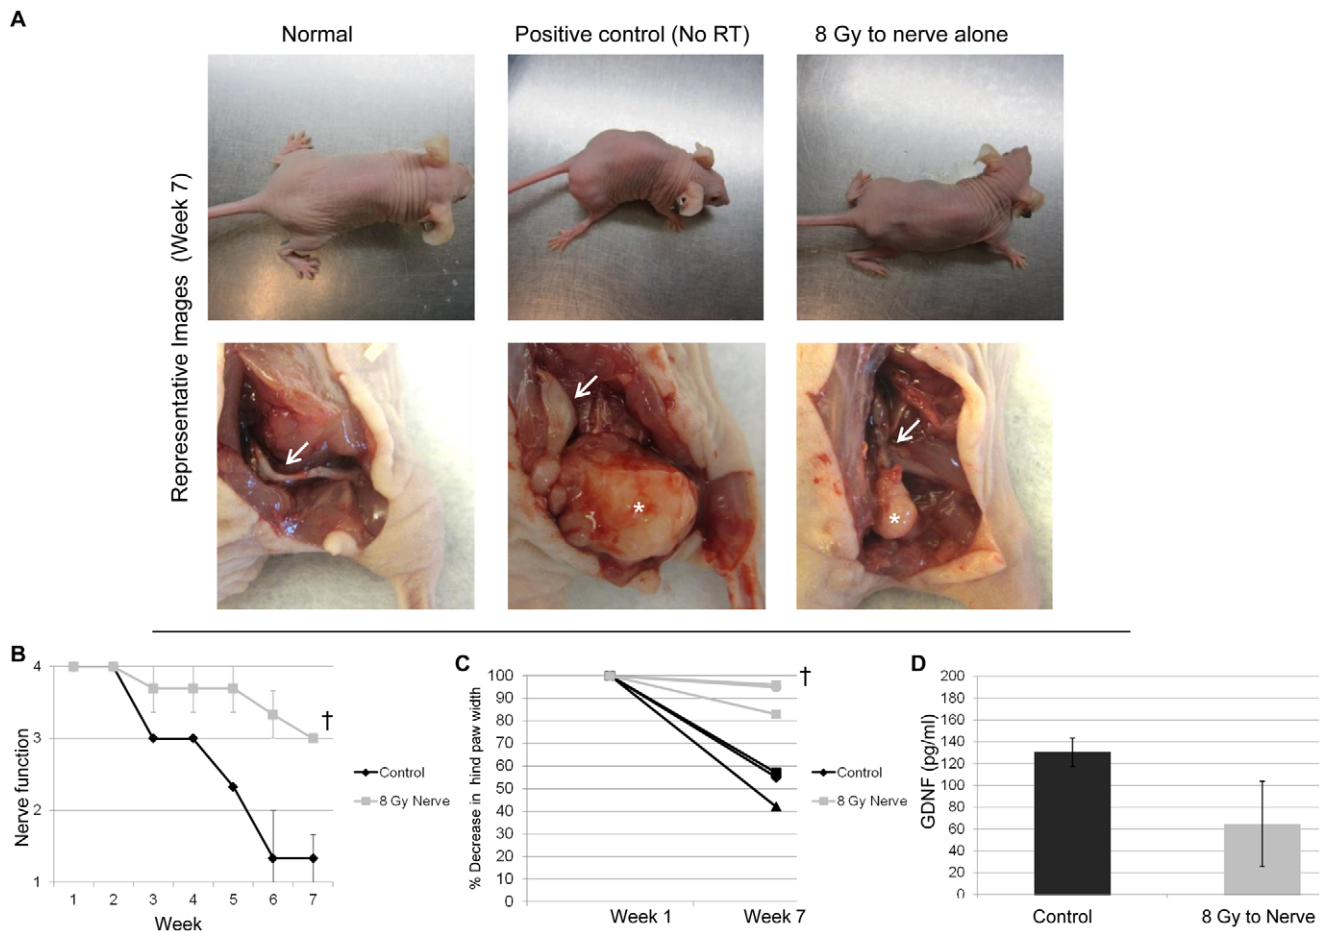 A
Normal
Positive control (No RT)
8 Gy to nerve alone
Representative Images (Week 7)
*
*
B
Nerve function
4
3
2
1
†
1 2 3 4 5 6 7
Week
Control
8 Gy Nerve
C
% Decrease in hind paw width
100
90
80
70
60
50
40
30
20
10
0
†
Week 1
Week 7
Control
8 Gy Nerve
D
GDNF (pg/ml)
200
180
160
140
120
100
80
60
40
20
0
Control
8 Gy to Nerve